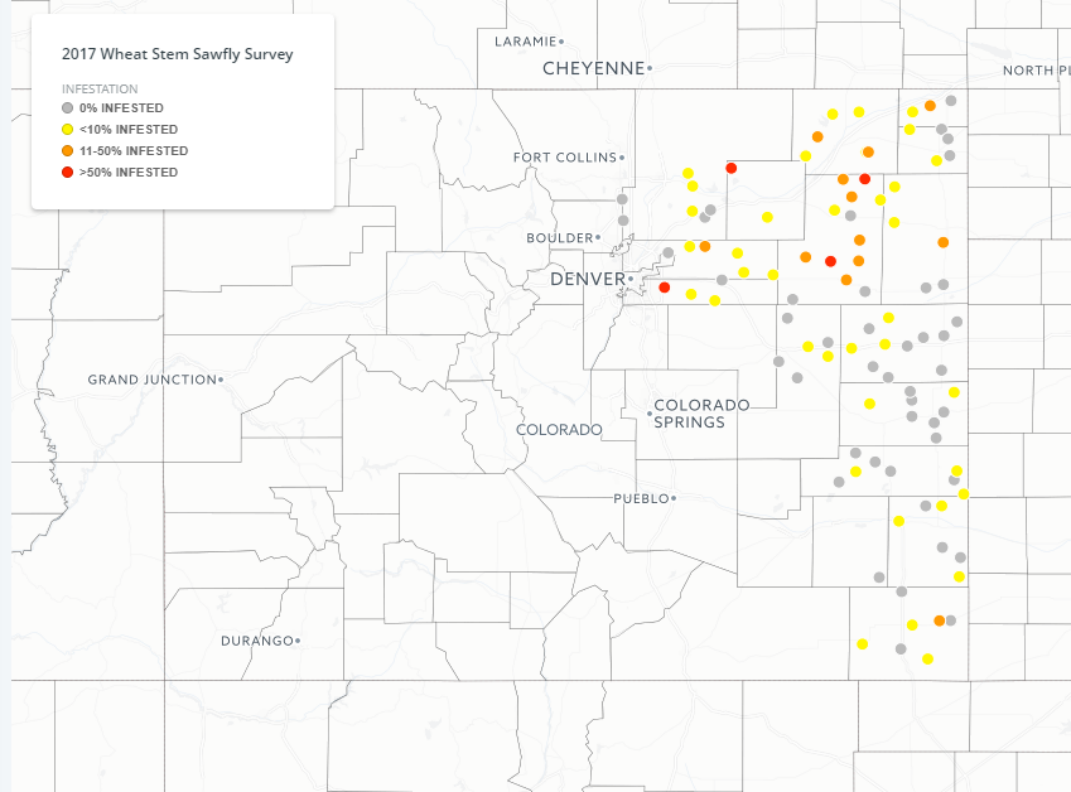 2017 Wheat Stem Sawfly Survey
INFESTATION
0% INFESTED
<10% INFESTED
11-50% INFESTED
>50% INFESTED
LARAMIE
CHEYENNE
NORTH PL
FORT COLLINS
BOULDER
DENVER
GRAND JUNCTION
COLORADO
SPRINGS
COLORADO
PUEBLO
DURANGO